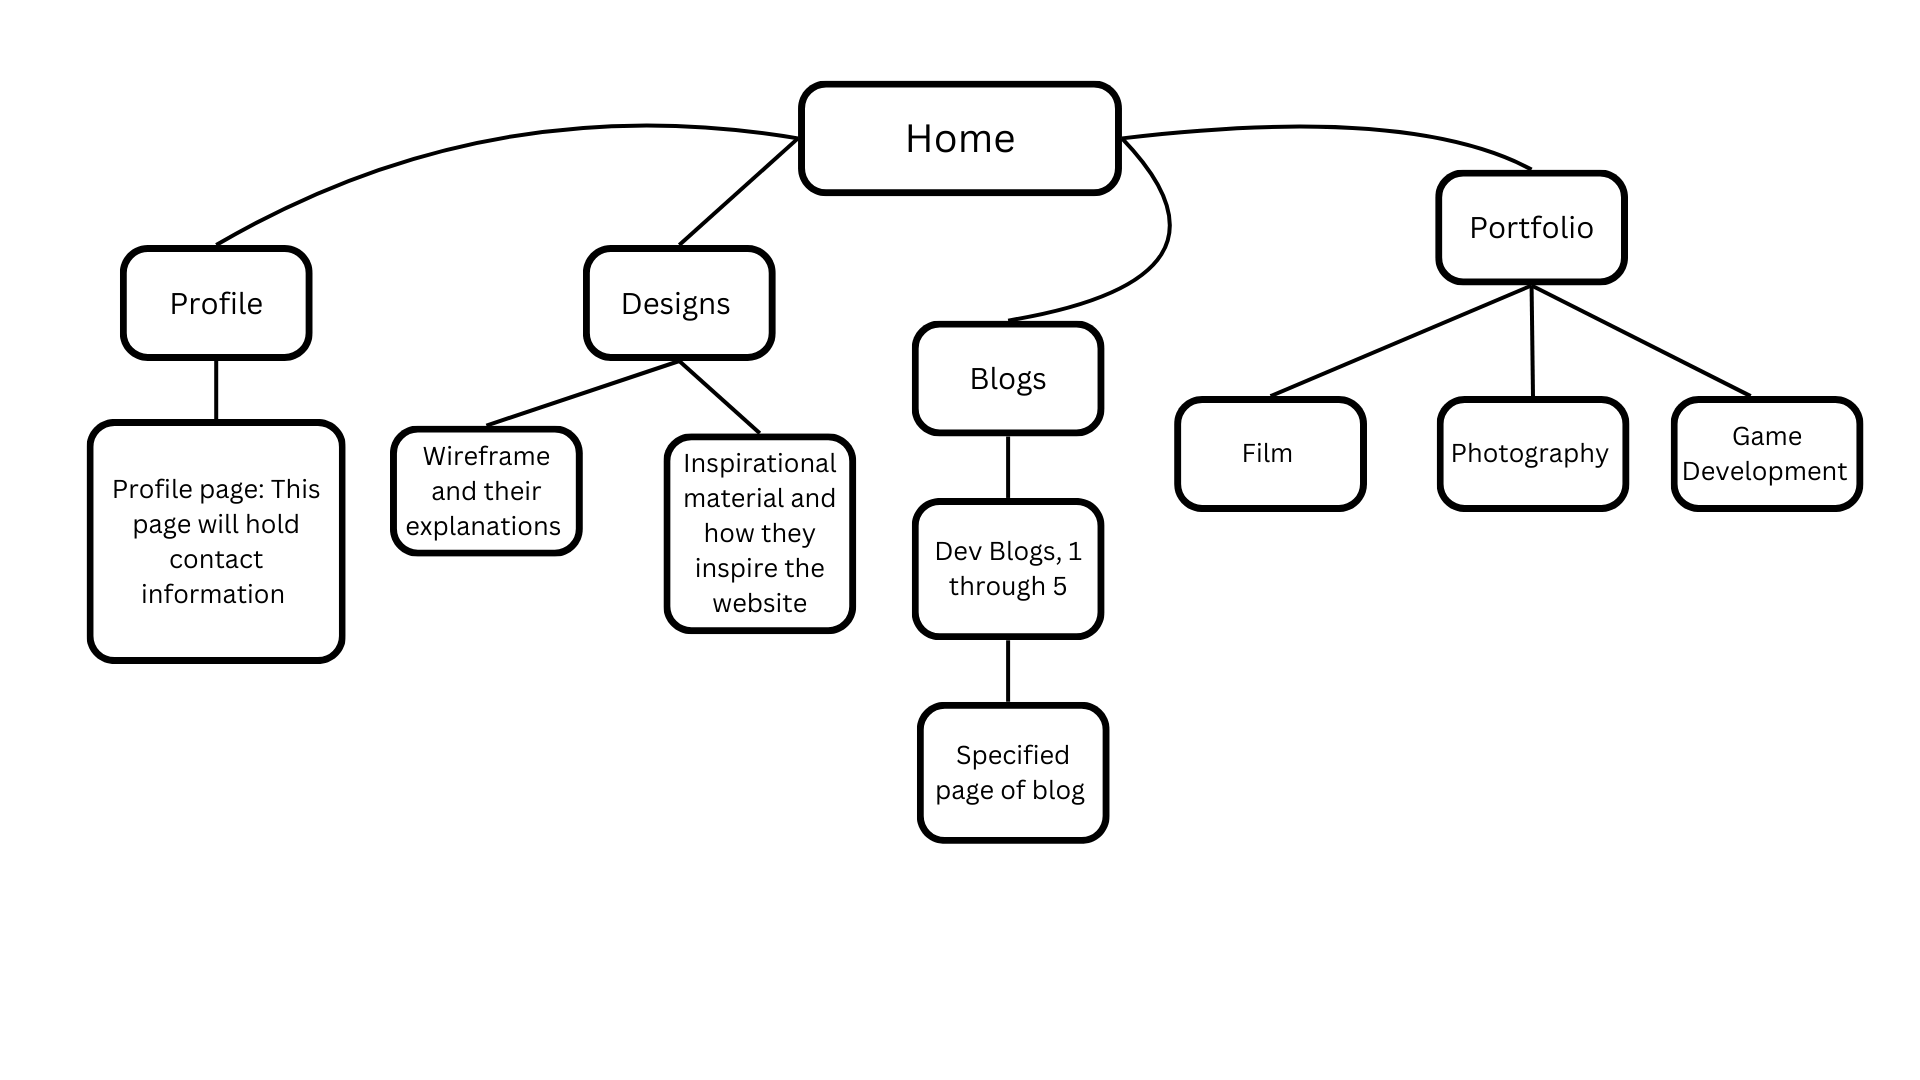 Home
Profile
Profile page: This
page will hold
contact
information
Designs
Wireframe
and their
explanations
Inspirational
material and
how they
inspire the
website
Blogs
Dev Blogs, 1
through 5
Specified
page of blog
Portfolio
Film
Photography
Game
Development